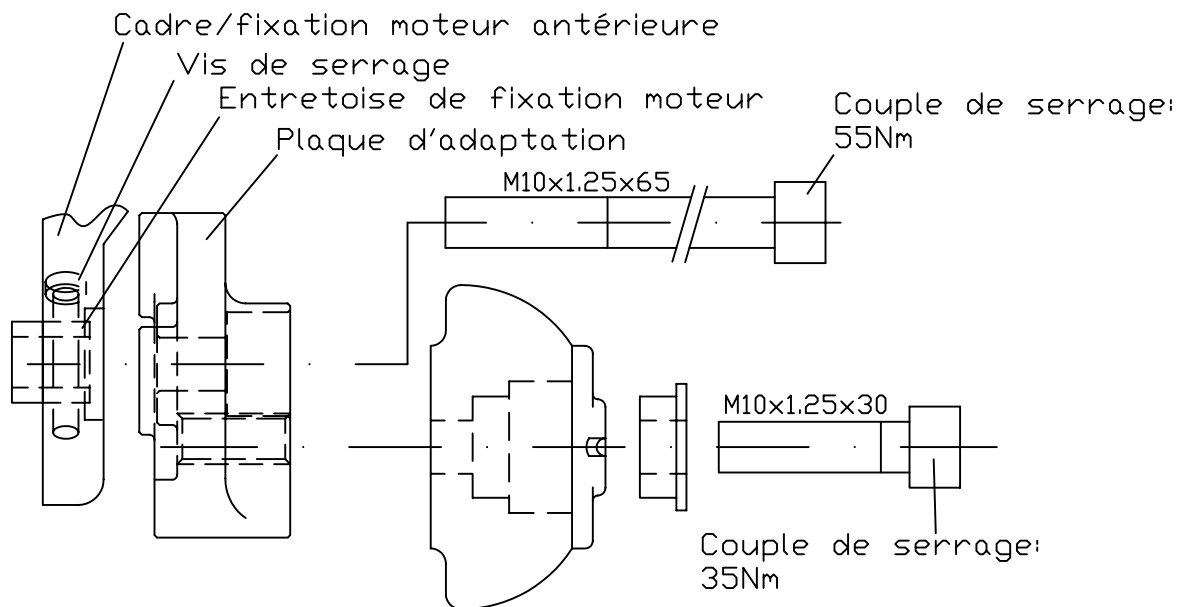 Cadre/fixation moteur antérieure
Vis de serrage
Entretoise de fixation moteur
Plaque d'adaptation
Couple de serrage:
55Nm
M10x1.25x65
M10x1.25x30
Couple de serrage:
35Nm